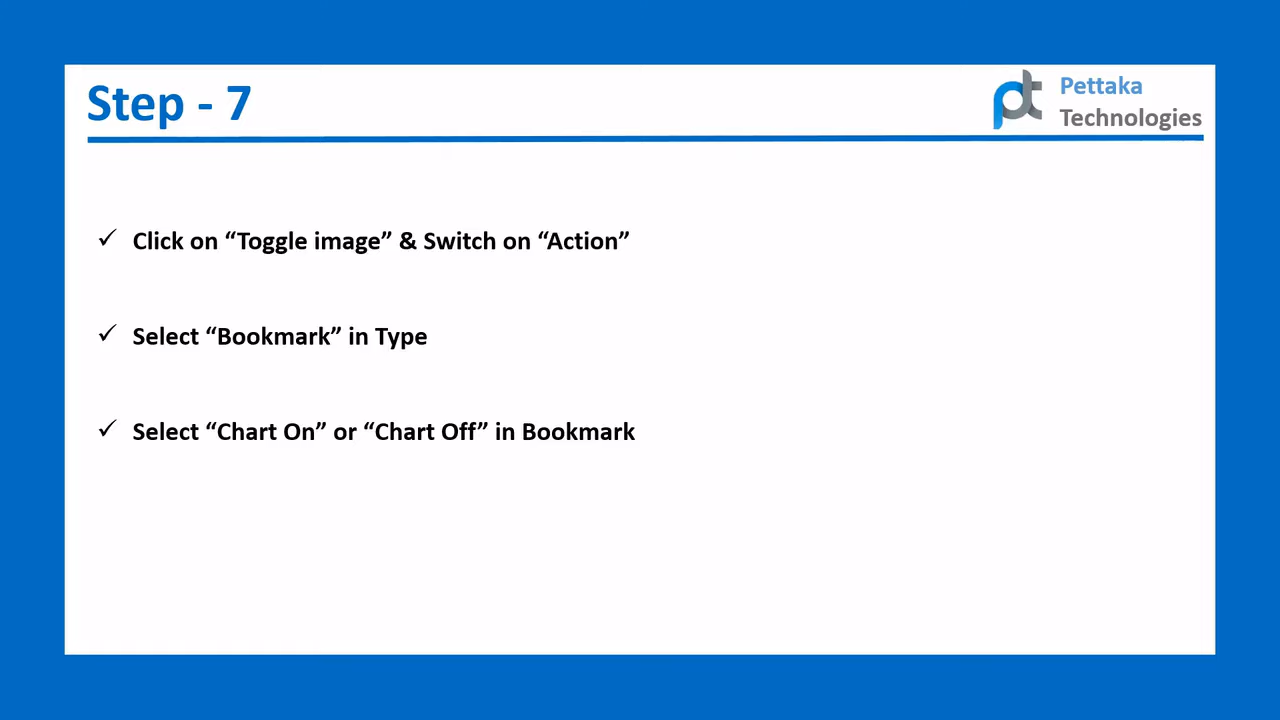 Step - 7
Pettaka
Technologies
✓ Click on “Toggle image” & Switch on “Action”
✓ Select “Bookmark” in Type
✓ Select “Chart On” or “Chart Off” in Bookmark